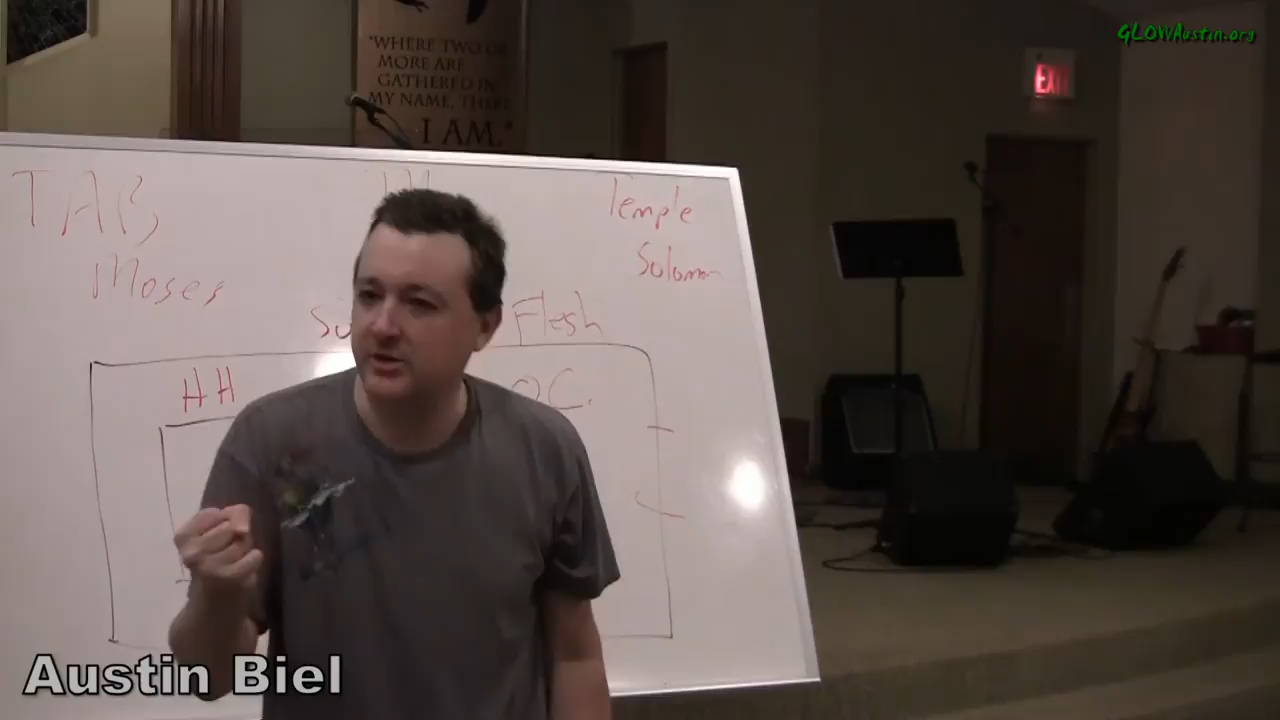 GLOWAustin.org
"WHERE TWO OR
MORE ARE
GATHERED IN
MY NAME, THERE
I AM."
EXIT
TAB,
Temple
Moses
Solomon
Flesh
HH
OC.
Austin Biel